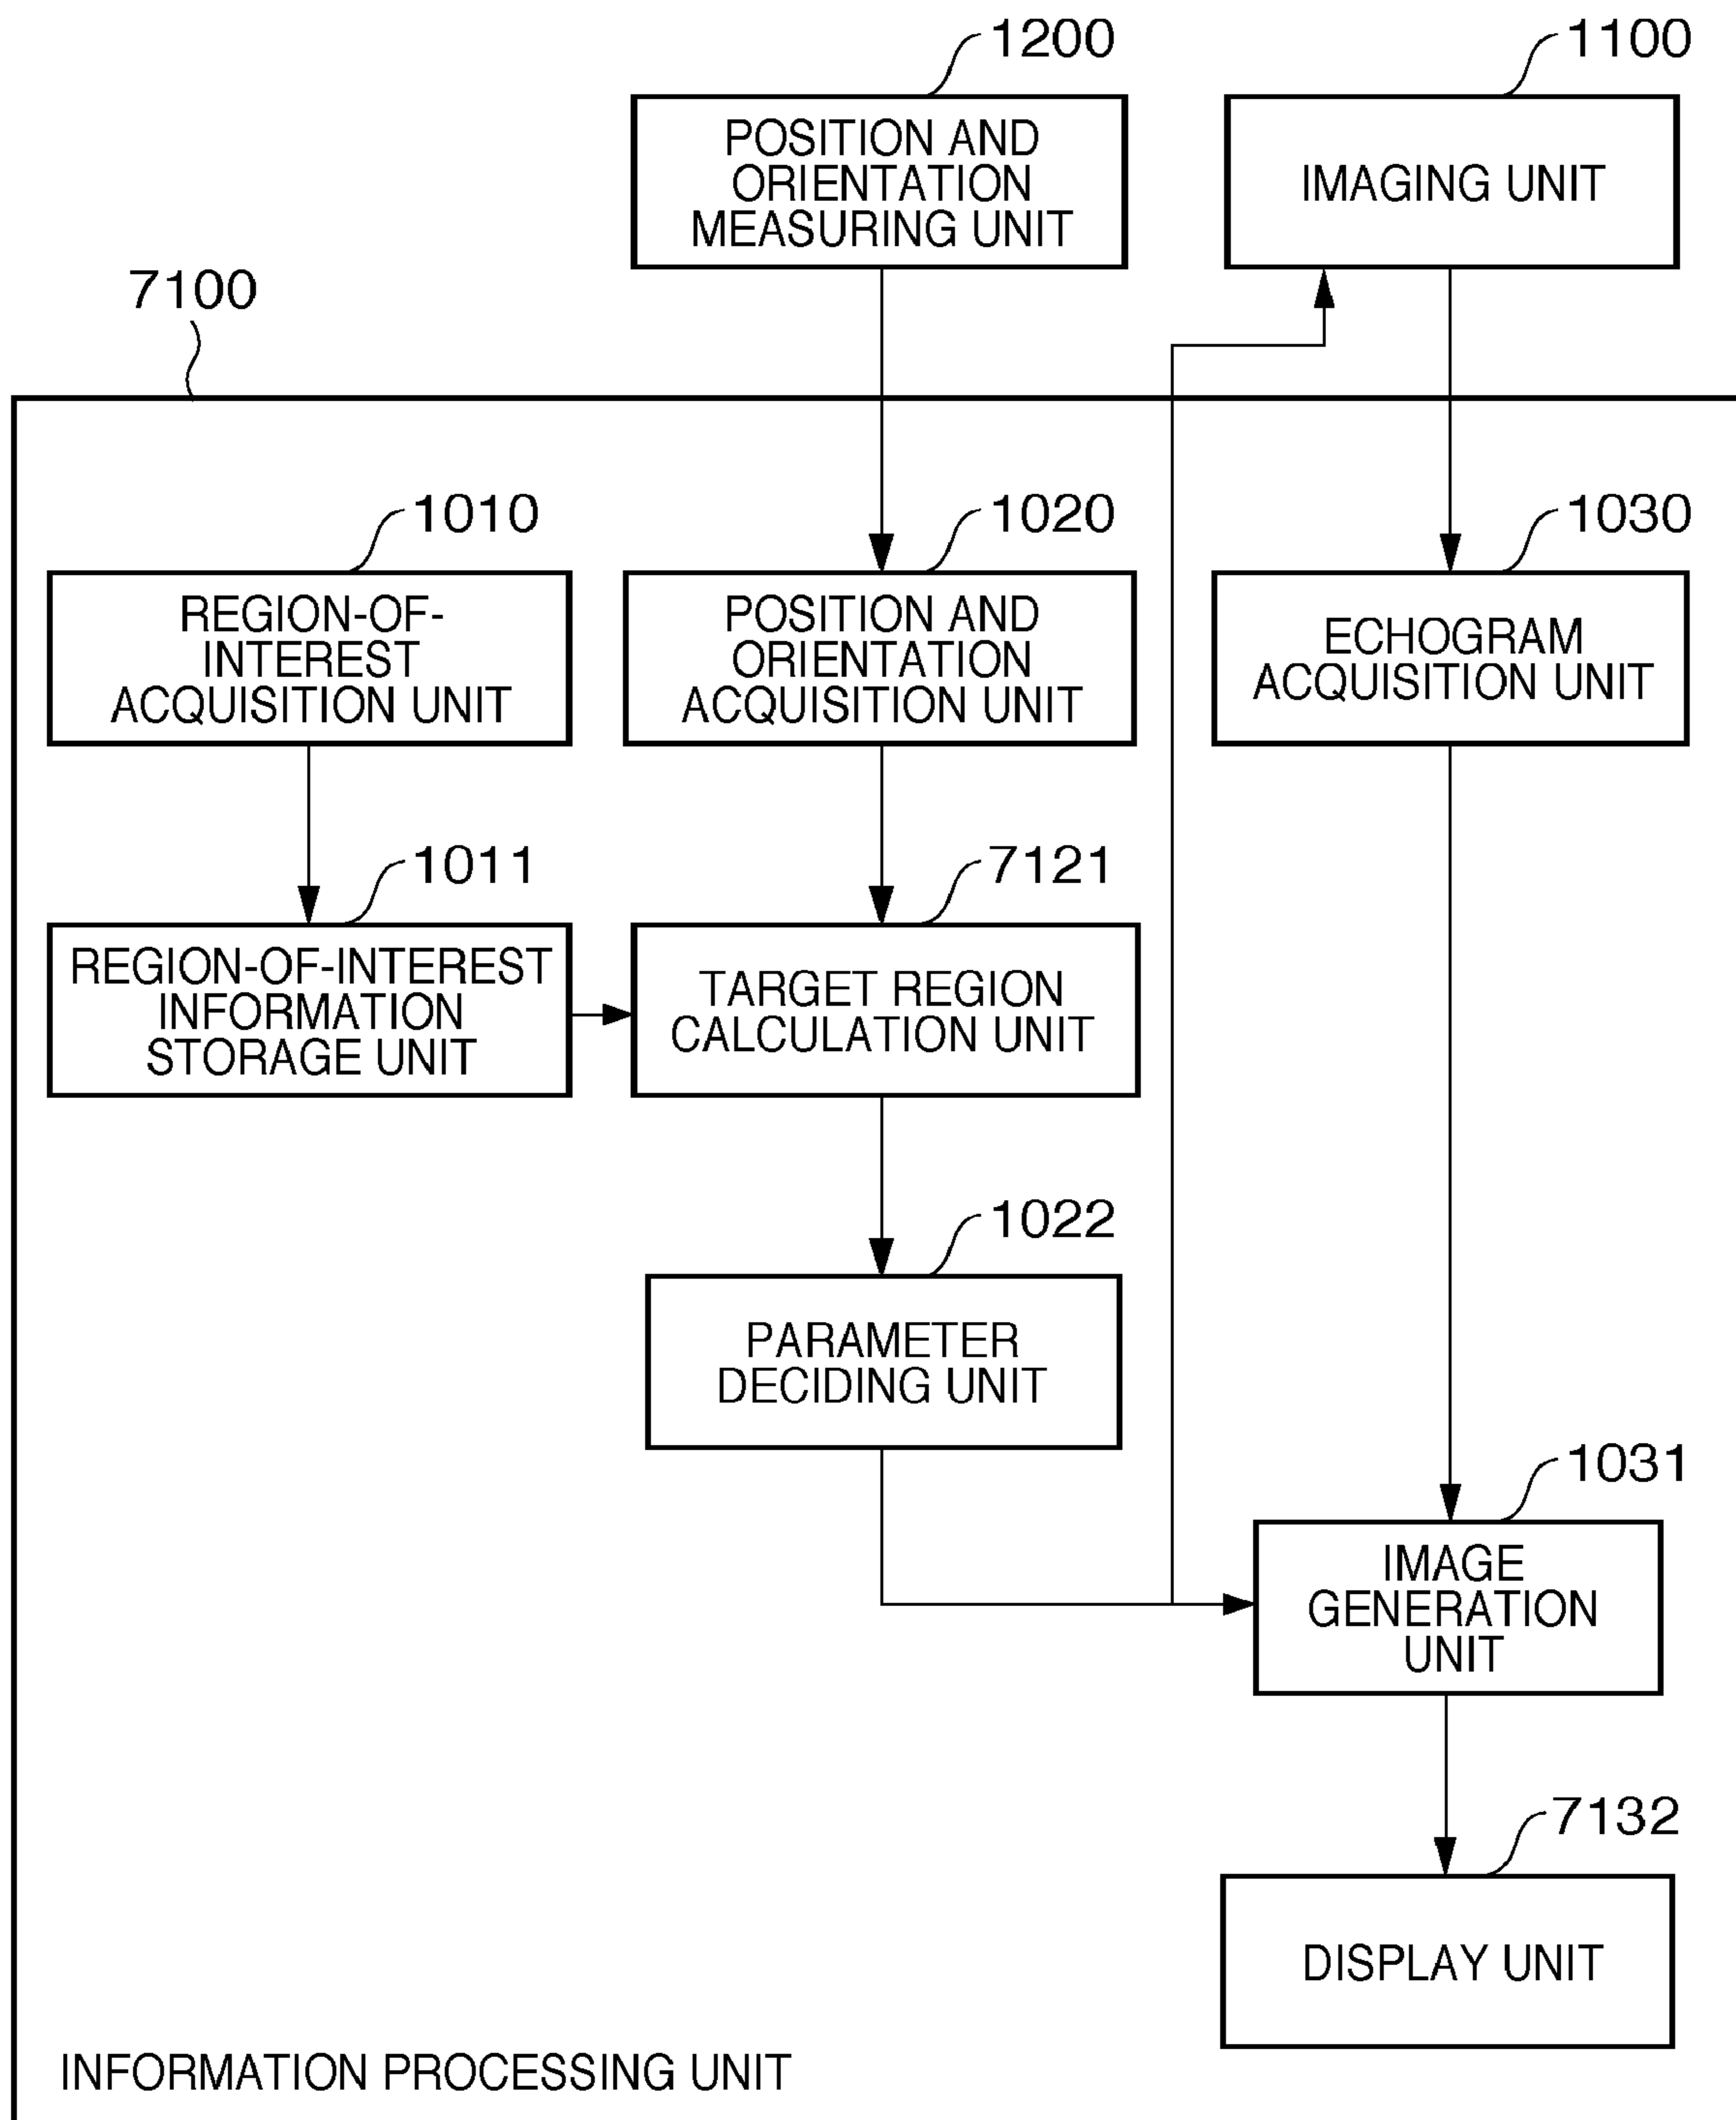 1200
1100
POSITION AND
ORIENTATION
MEASURING UNIT
IMAGING UNIT
7100
1010
1020
1030
REGION-OF-
INTEREST
ACQUISITION UNIT
POSITION AND
ORIENTATION
ACQUISITION UNIT
ECHOGRAM
ACQUISITION UNIT
1011
7121
REGION-OF-INTEREST
INFORMATION
STORAGE UNIT
TARGET REGION
CALCULATION UNIT
1022
PARAMETER
DECIDING UNIT
1031
IMAGE
GENERATION
UNIT
7132
DISPLAY UNIT
INFORMATION PROCESSING UNIT